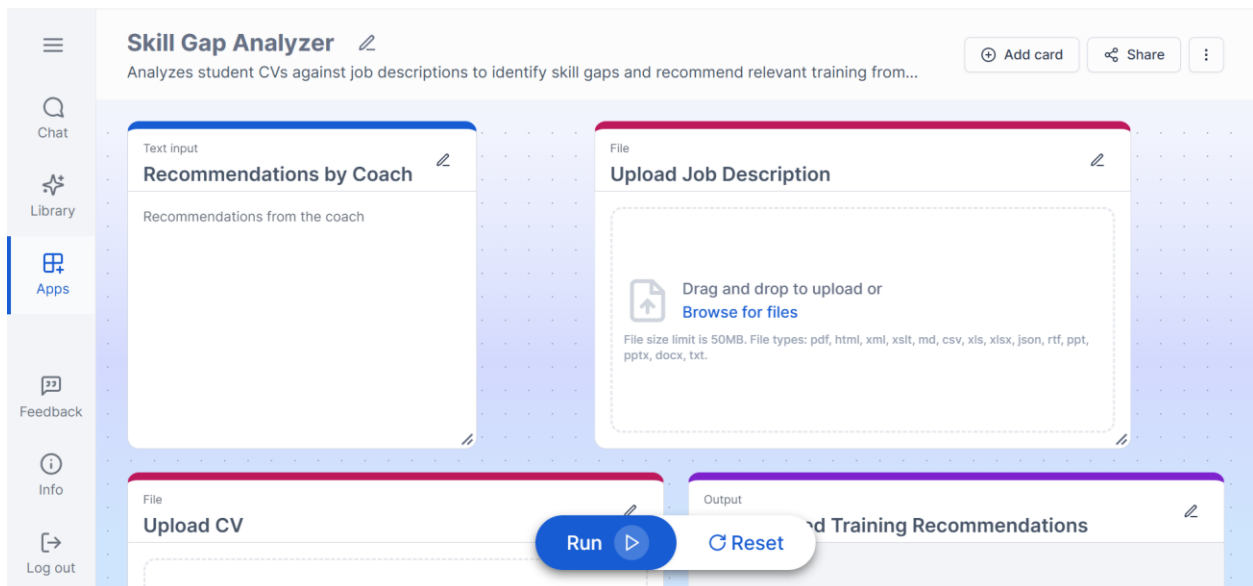 Skill Gap Analyzer
Analyzes student CVs against job descriptions to identify skill gaps and recommend relevant training from...
Add card
Share
Chat
Library
Apps
Feedback
Info
Log out
Text input
Recommendations by Coach
Recommendations from the coach
File
Upload Job Description
Drag and drop to upload or
Browse for files
File size limit is 50MB. File types: pdf, html, xml, xslt, md, csv, xls, xlsx, json, rtf, ppt,
pptx, docx, txt.
File
Upload CV
Output
Training Recommendations
Run
Reset